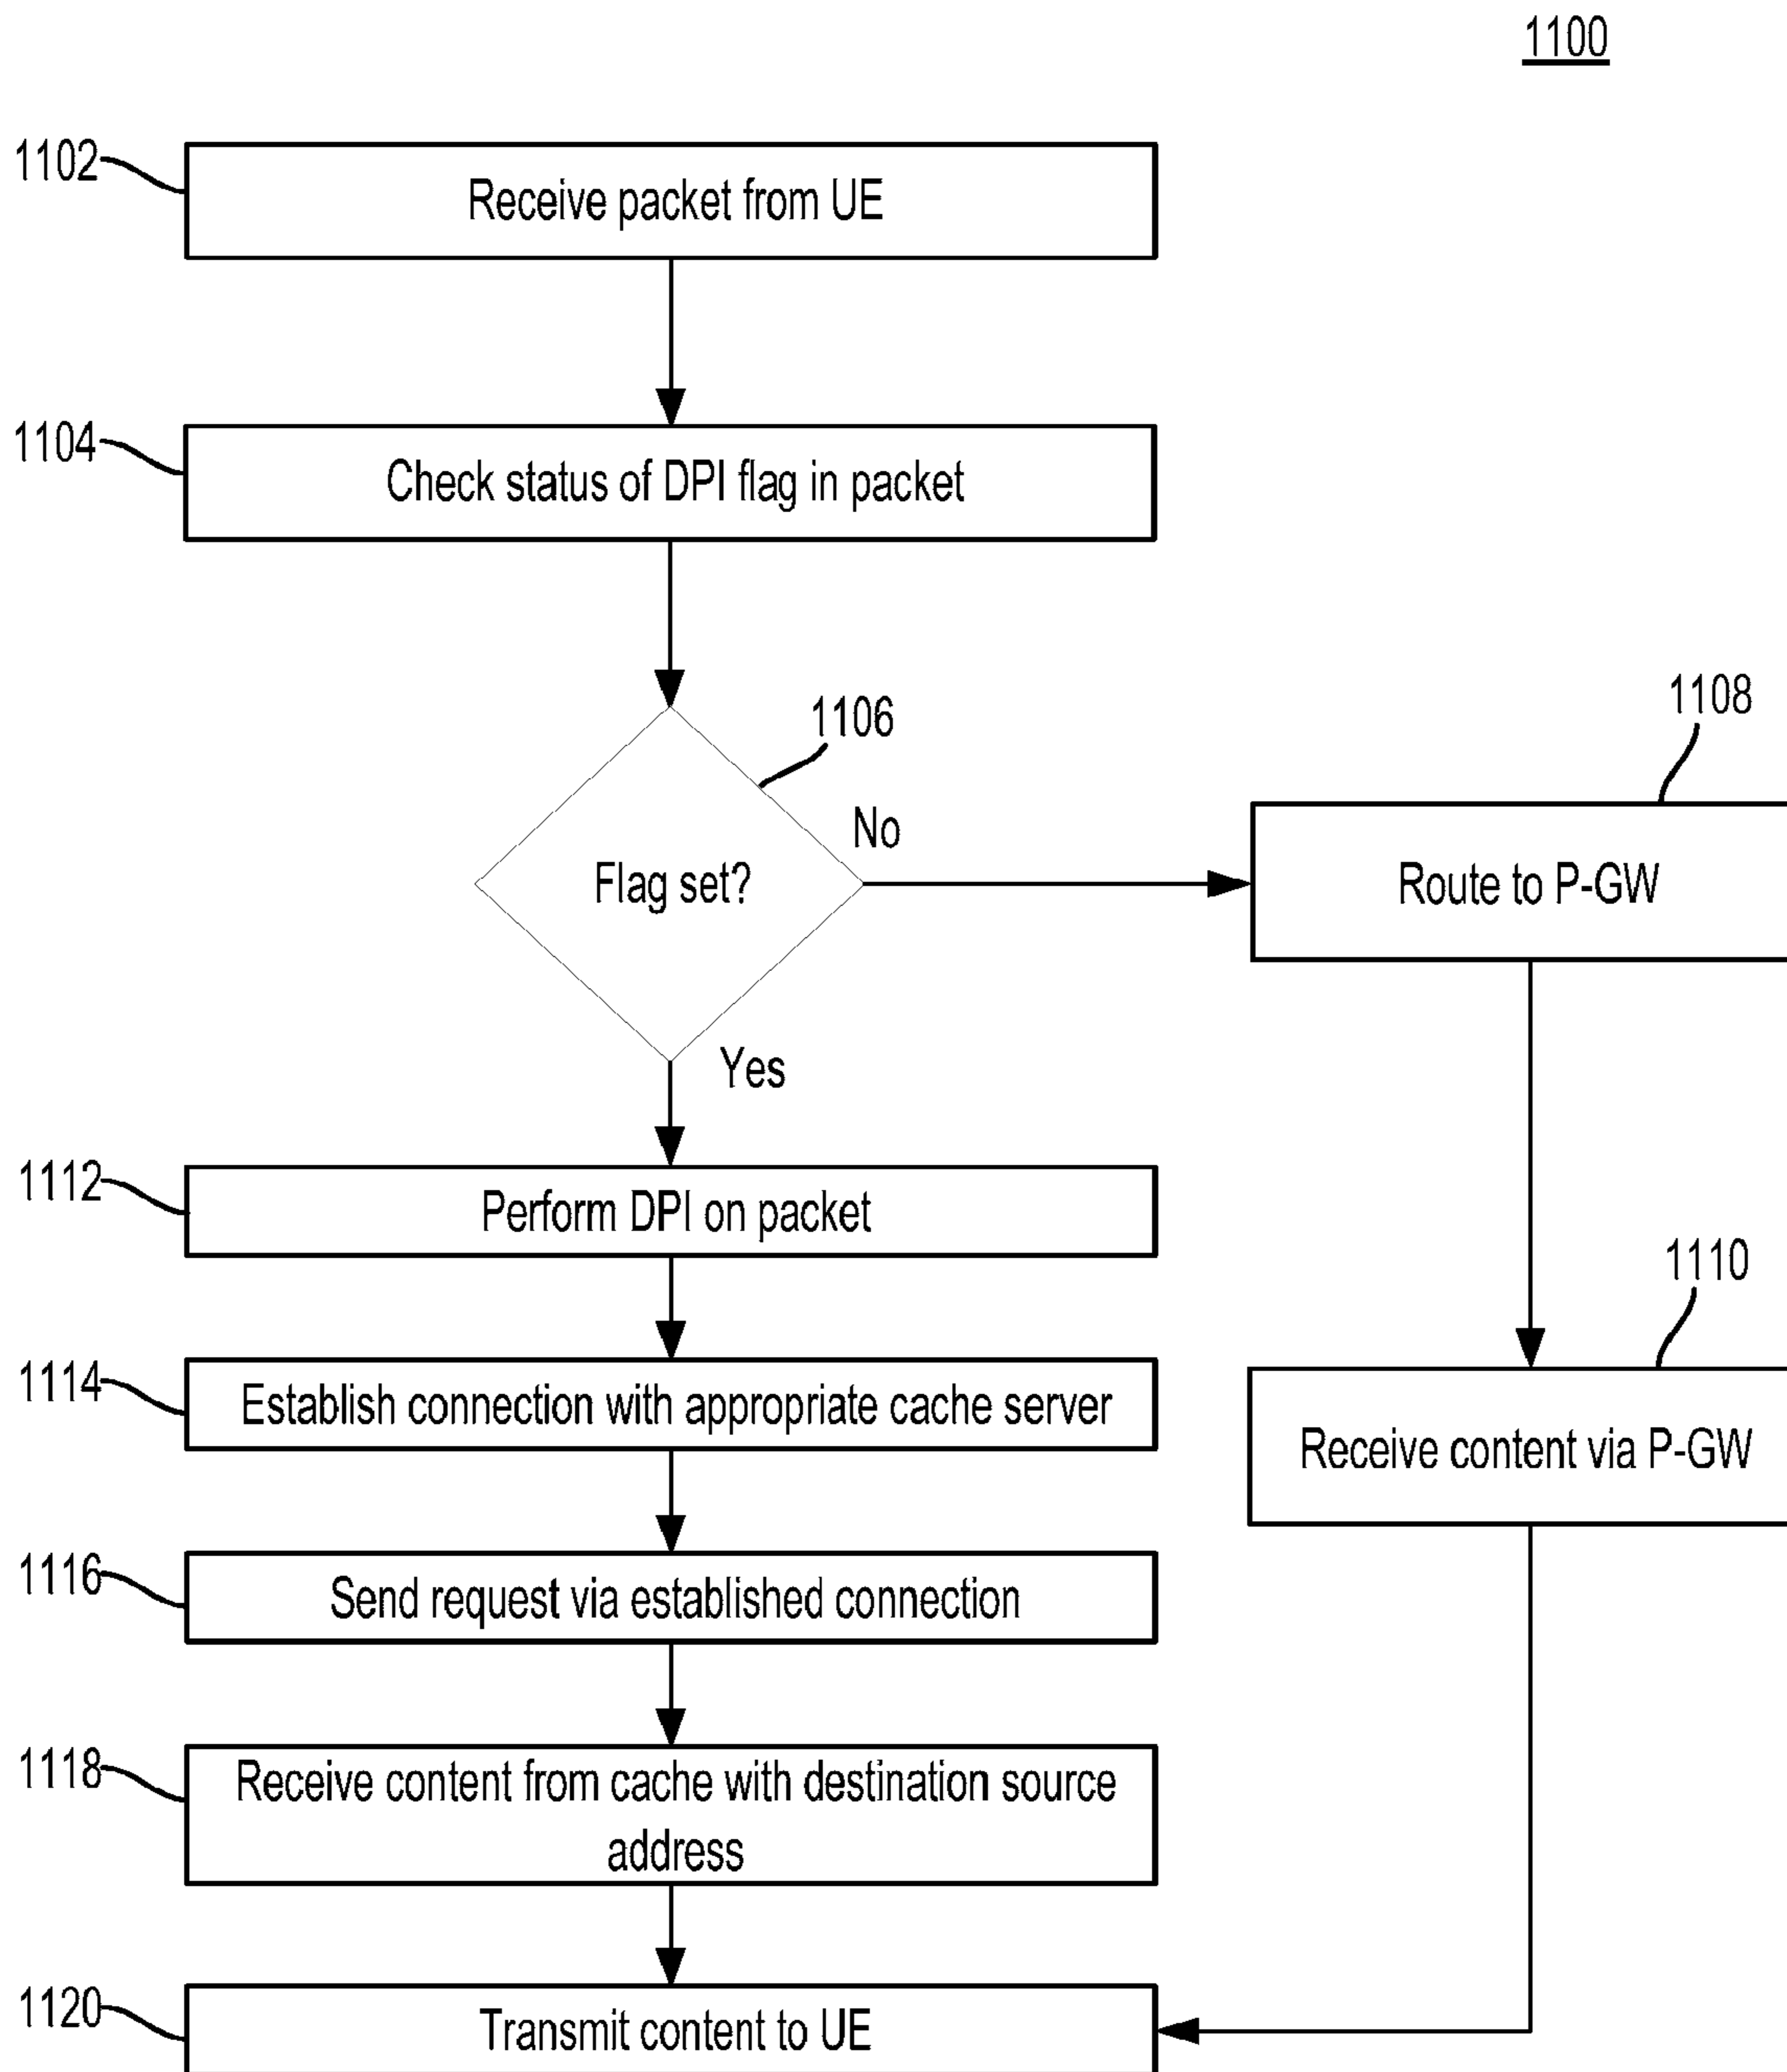 1100
1102
Receive packet from UE
1104
Check status of DPI flag in packet
1106
Flag set?
No
1108
Route to P-GW
Yes
1112
Perform DPI on packet
1110
Receive content via P-GW
1114
Establish connection with appropriate cache server
1116
Send request via established connection
1118
Receive content from cache with destination source
address
1120
Transmit content to UE